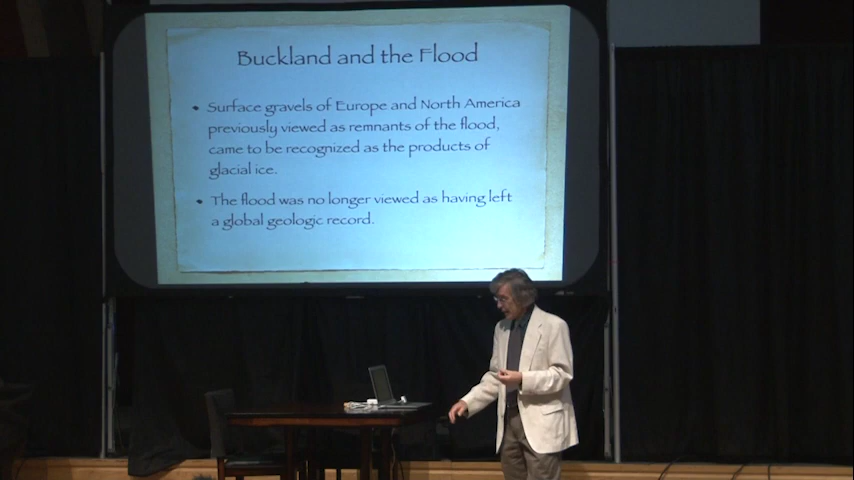 Buckland and the Flood
• Surface gravels of Europe and North America
previously viewed as remnants of the flood,
came to be recognized as the products of
glacial ice.
• The flood was no longer viewed as having left
a global geologic record.